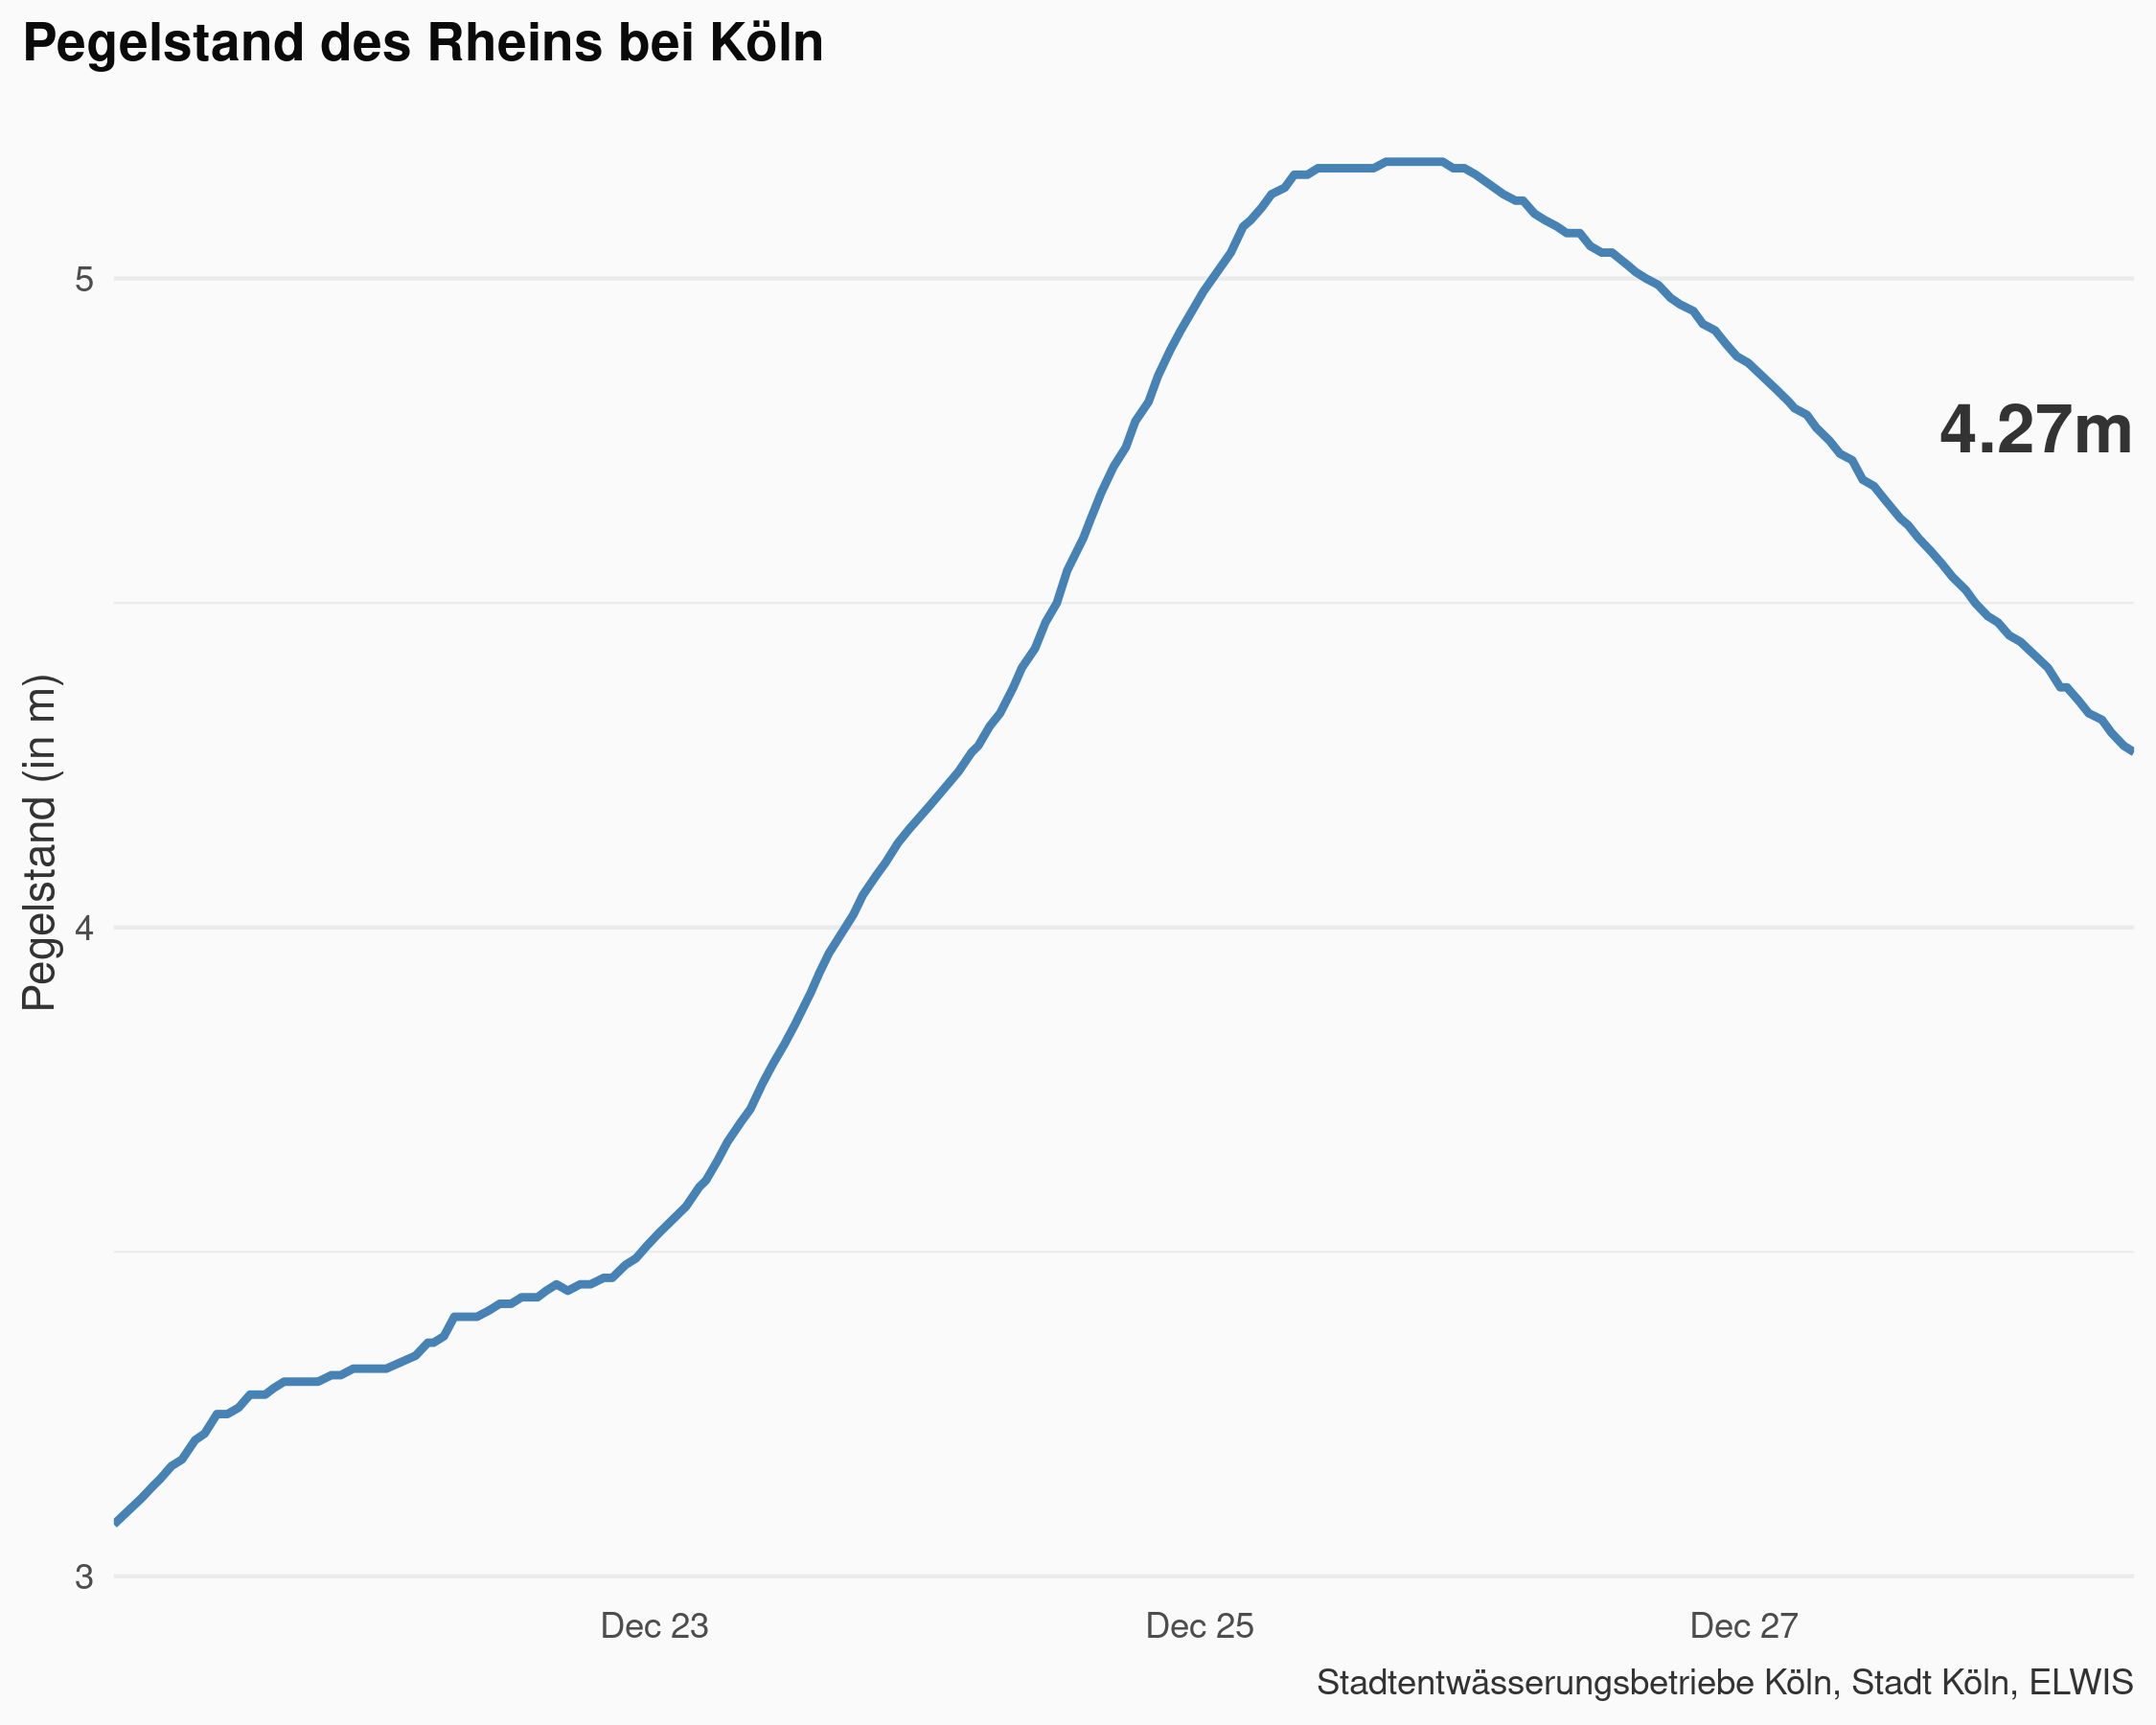 Pegelstand des Rheins bei Köln
Pegelstand (in m)
5
4
3
4.27m
Dec 23
Dec 25
Dec 27
Stadtentwässerungsbetriebe Köln, Stadt Köln, ELWIS